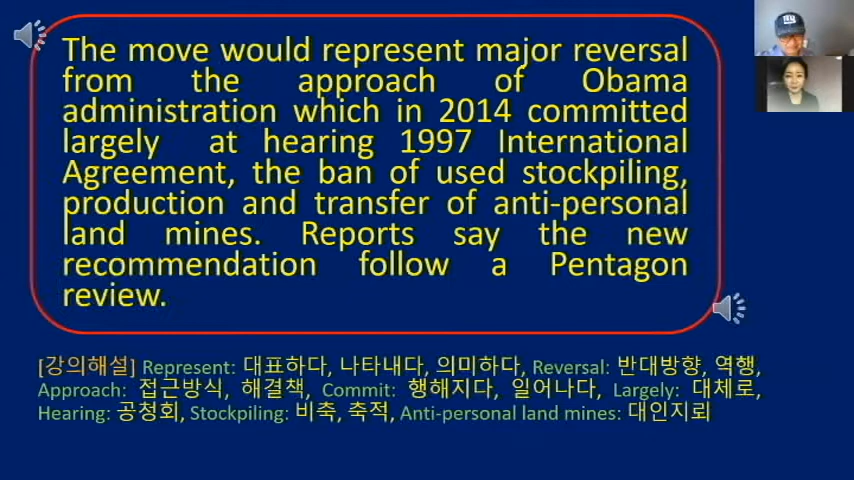 The move would represent major reversal
from the approach of Obama
administration which in 2014 committed
largely at hearing 1997 International
Agreement, the ban of used stockpiling,
production and transfer of anti-personal
land mines. Reports say the new
recommendation follow a Pentagon
review.
[강의해설] Represent: 대표하다, 나타내다, 의미하다, Reversal: 반대방향, 역행,
Approach: 접근방식, 해결책, Commit: 행해지다, 일어나다, Largely: 대체로,
Hearing: 공청회, Stockpiling: 비축, 축적, Anti-personal land mines: 대인지뢰